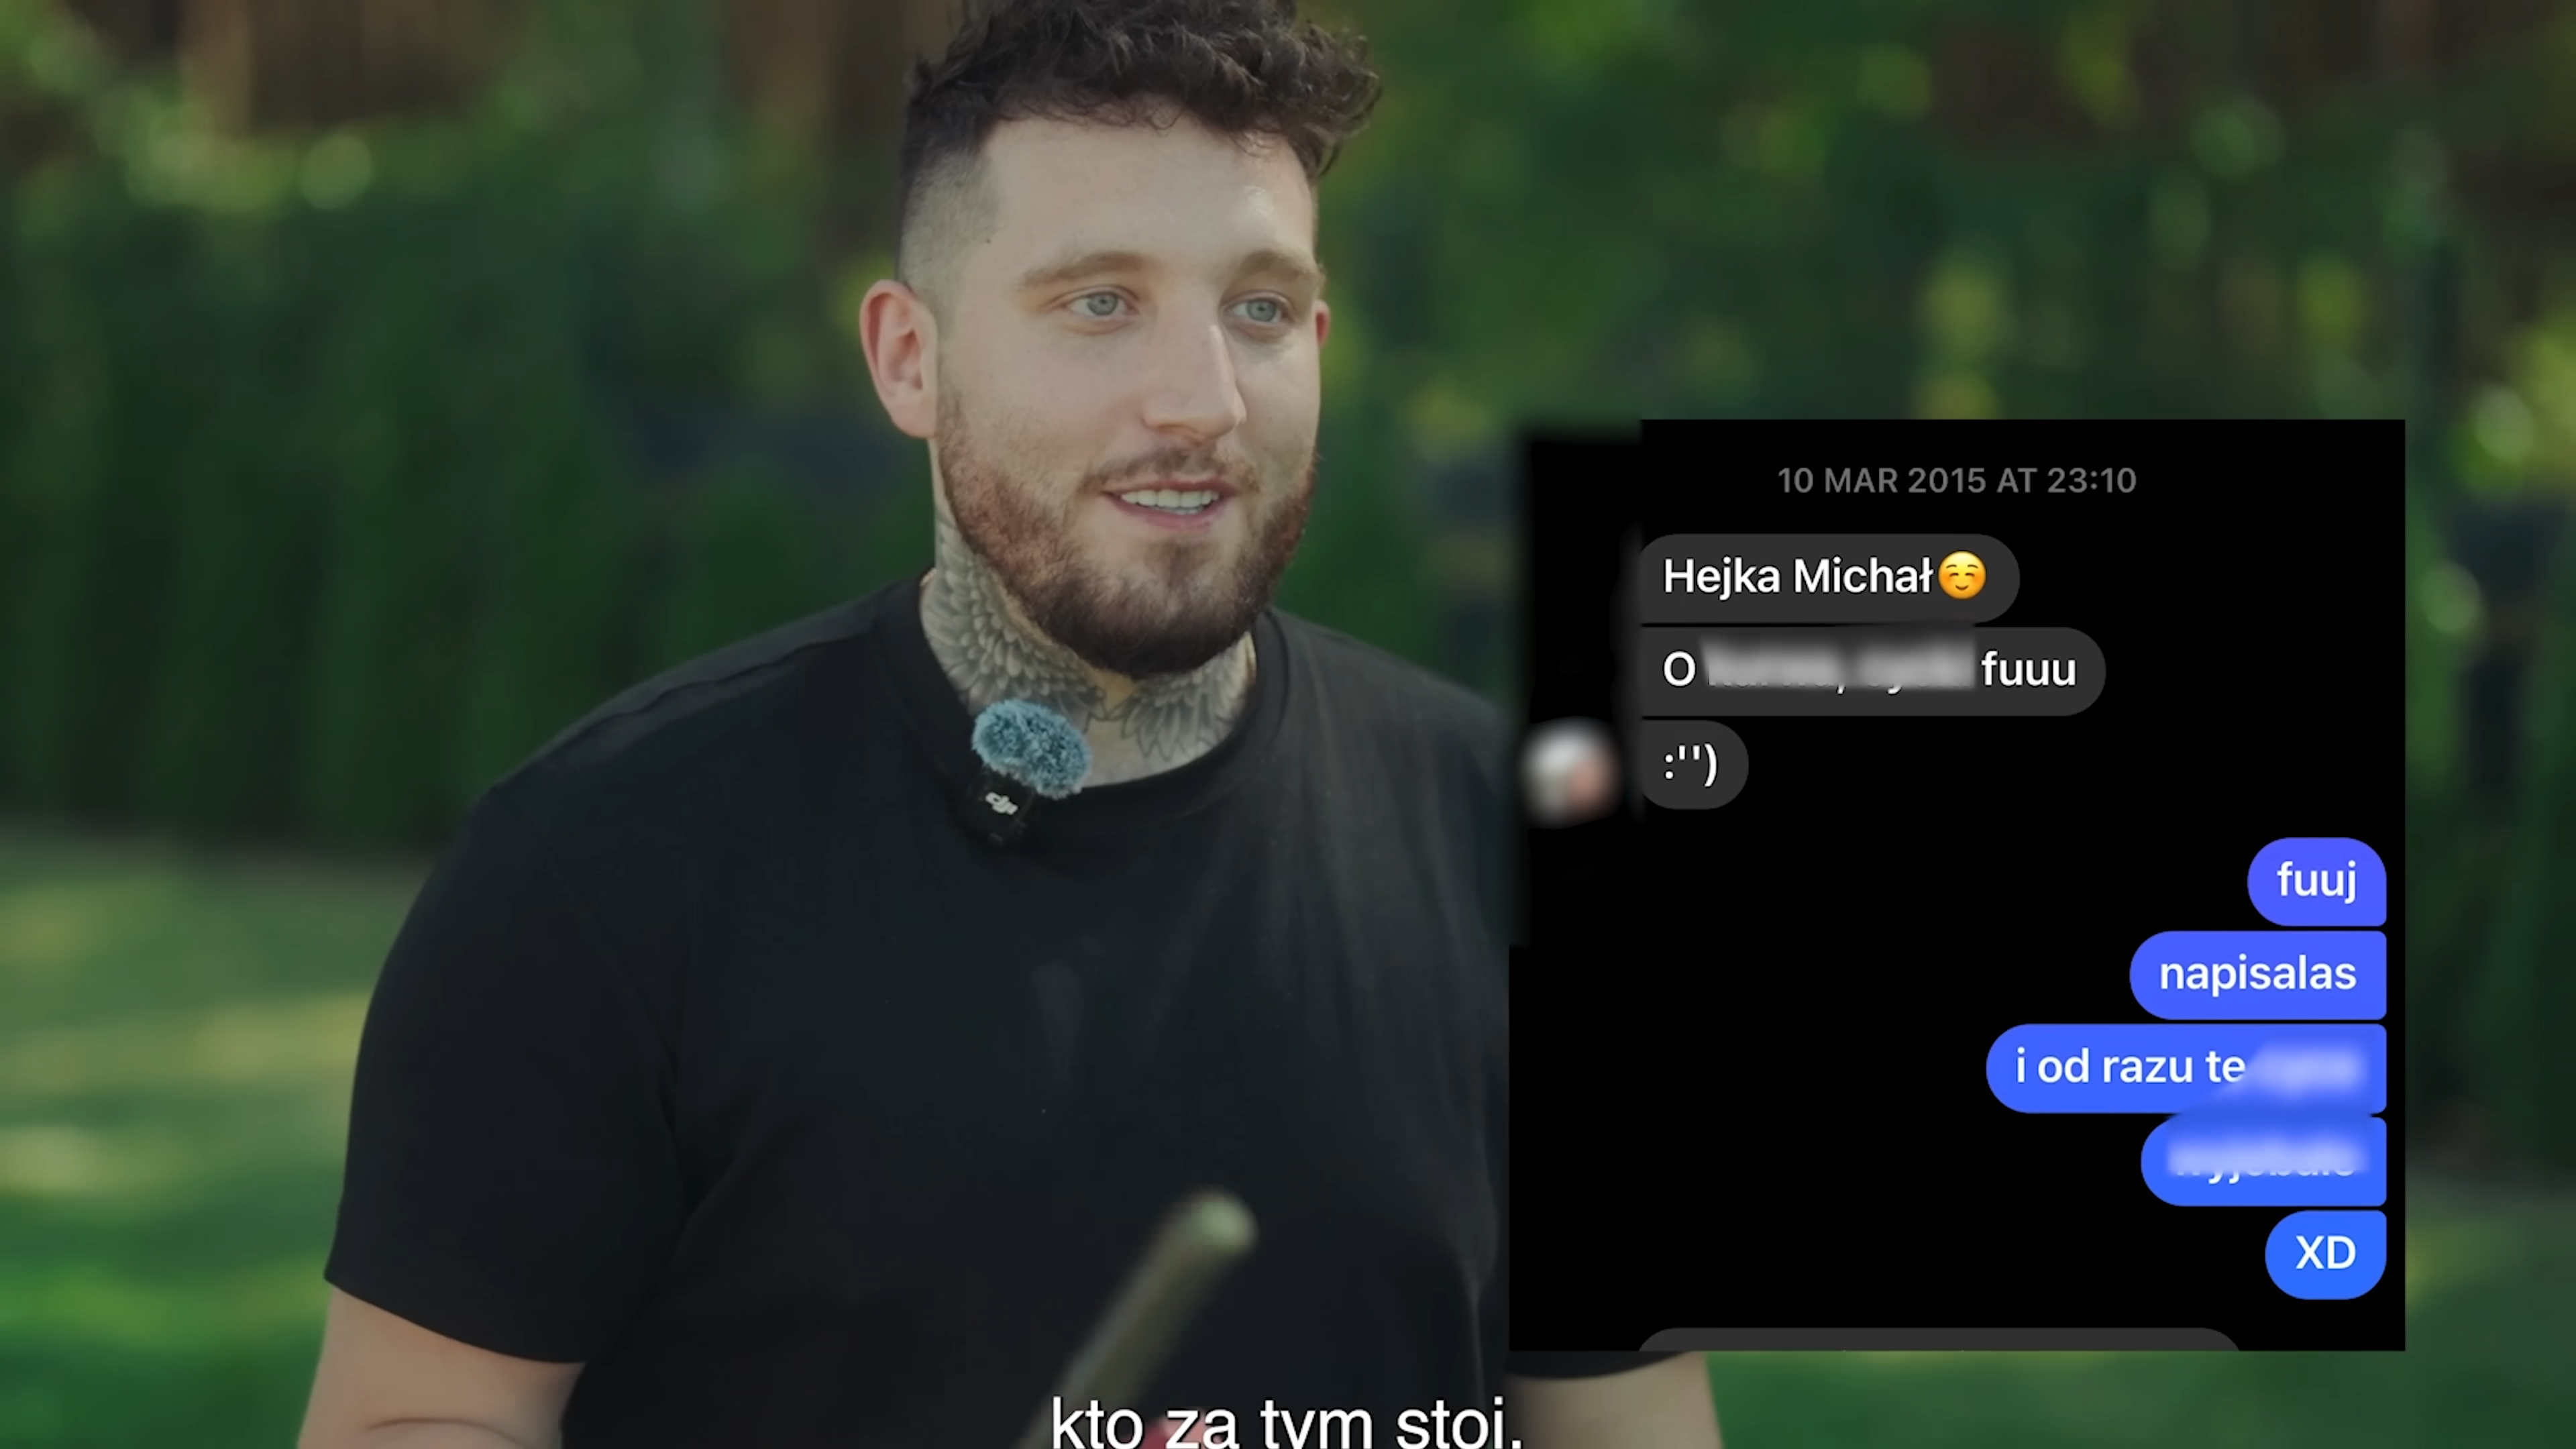 10 MAR 2015 AT 23:10
Hejka Michał☺️
O fuuu
:'')
fuuj
napisalas
i od razu te
XD
dji
kto za tym stoi.